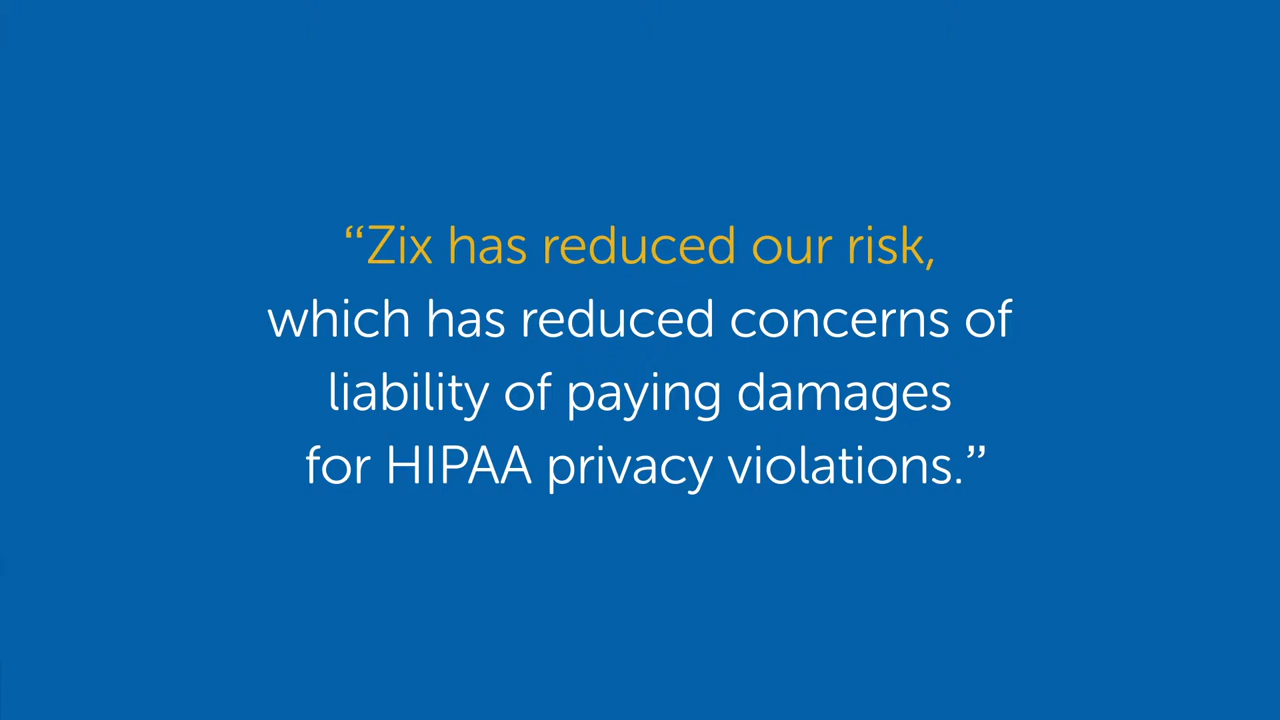 “Zix has reduced our risk,
which has reduced concerns of
liability of paying damages
for HIPAA privacy violations.”